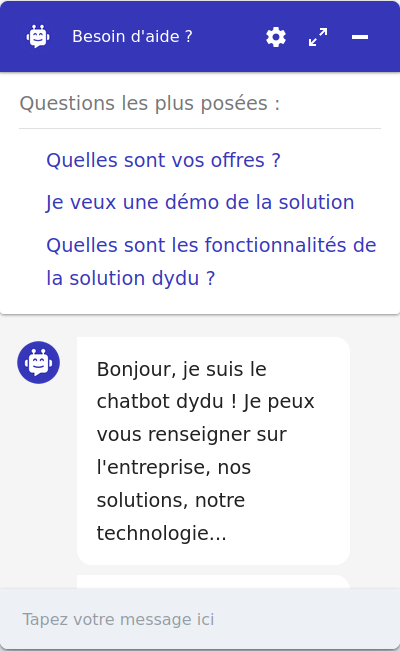 Besoin d'aide ?
Questions les plus posées :
Quelles sont vos offres ?
Je veux une démo de la solution
Quelles sont les fonctionnalités de
la solution dydu ?
Bonjour, je suis le
chatbot dydu ! Je peux
vous renseigner sur
l'entreprise, nos
solutions, notre
technologie...
Tapez votre message ici